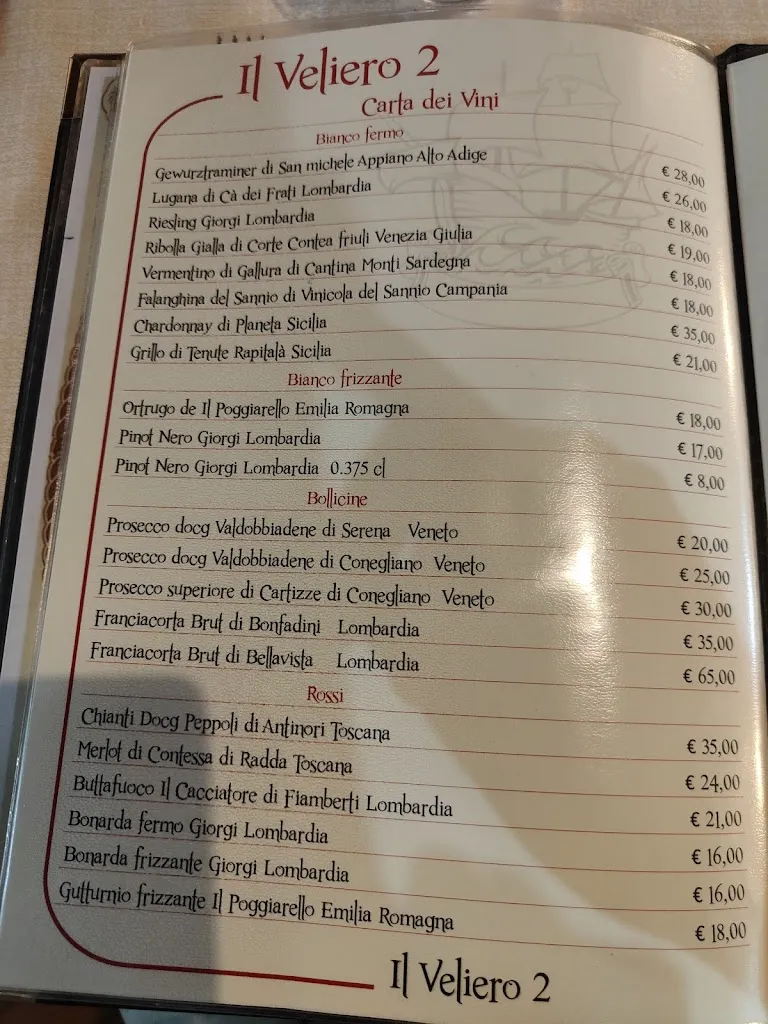 Il Veliero 2
Carta dei Vini
Bianco fermo
Gewurztraminer di San michele Appiano Alto Adige € 28,00
Lugana di Cà dei Frati Lombardia € 26,00
Riesling Giorgi Lombardia € 18,00
Ribolla Gialla di Corte Contea friuli Venezia Giulia € 19,00
Vermentino di Gallura di Cantina Monti Sardegna € 18,00
Falanghina del Sannio di Vinicola del Sannio Campania € 18,00
Chardonnay di Planeta Sicilia € 35,00
Grillo di Tenute Rapitalà Sicilia € 21,00
Bianco frizzante
Ortrugo de Il Poggiarello Emilia Romagna € 18,00
Pinot Nero Giorgi Lombardia € 17,00
Pinot Nero Giorgi Lombardia 0.375 cl € 8,00
Bollicine
Prosecco docg Valdobbiadene di Serena Veneto € 20,00
Prosecco docg Valdobbiadene di Conegliano Veneto € 25,00
Prosecco superiore di Cartizze di Conegliano Veneto € 30,00
Franciacorta Brut di Bonfadini Lombardia € 35,00
Franciacorta Brut di Bellavista Lombardia € 65,00
Rossi
Chianti Docg Peppoli di Antinori Toscana € 35,00
Merlot di Contessa di Radda Toscana € 24,00
Buttafuoco Il Cacciatore di Fiamberti Lombardia € 21,00
Bonarda fermo Giorgi Lombardia € 16,00
Bonarda frizzante Giorgi Lombardia € 16,00
Gutturnio frizzante Il Poggiarello Emilia Romagna € 18,00
Il Veliero 2